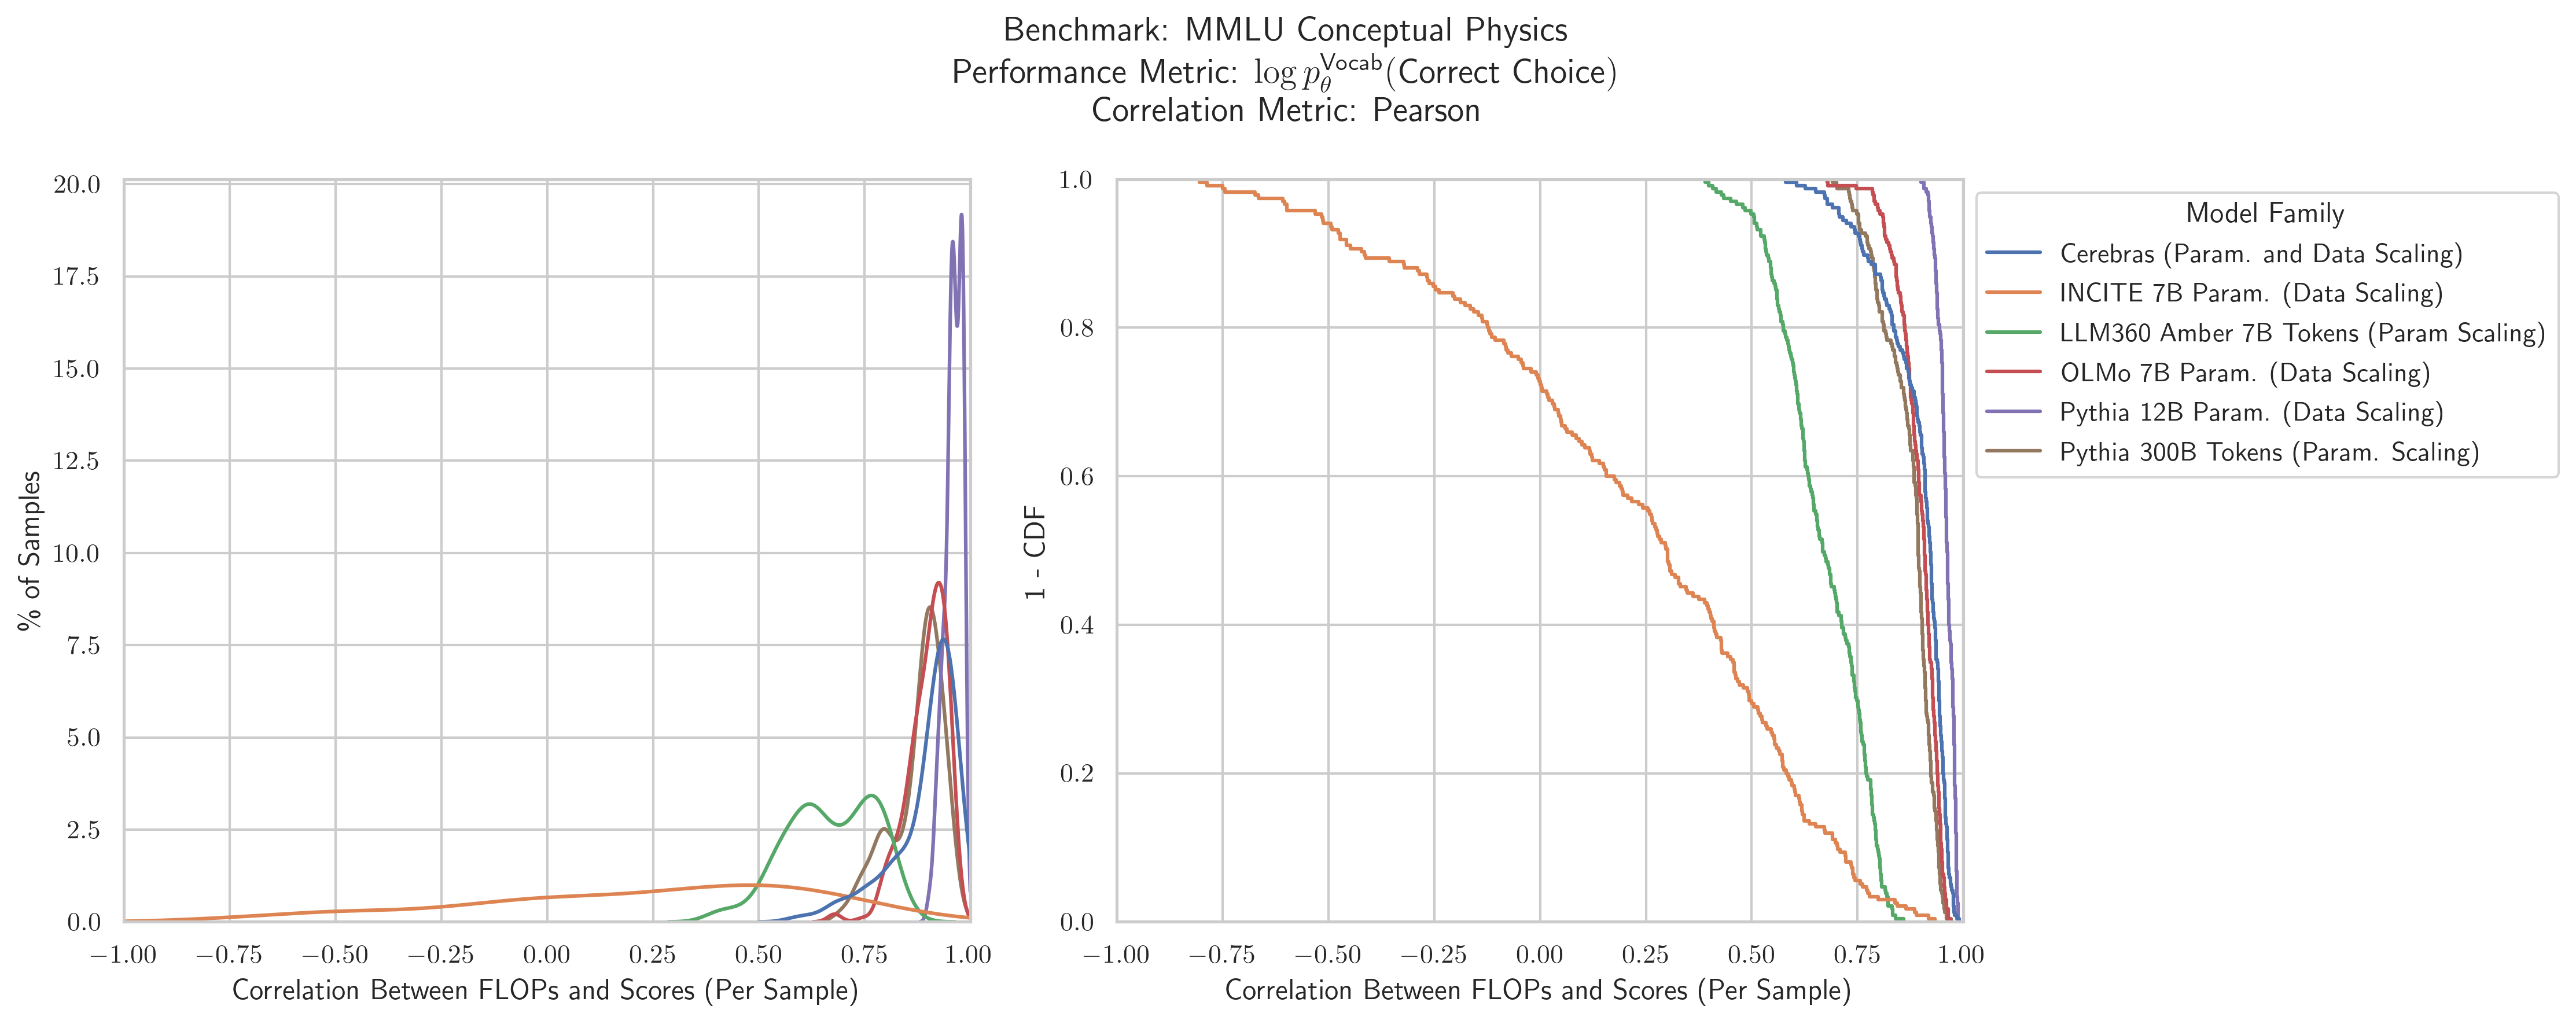 Benchmark: MMLU Conceptual Physics
Performance Metric: log p_θ^Vocab(Correct Choice)
Correlation Metric: Pearson
% of Samples
20.0
17.5
15.0
12.5
10.0
7.5
5.0
2.5
0.0
−1.00 −0.75 −0.50 −0.25 0.00 0.25 0.50 0.75 1.00
Correlation Between FLOPs and Scores (Per Sample)
1 - CDF
1.0
0.8
0.6
0.4
0.2
0.0
−1.00 −0.75 −0.50 −0.25 0.00 0.25 0.50 0.75 1.00
Correlation Between FLOPs and Scores (Per Sample)
Model Family
Cerebras (Param. and Data Scaling)
INCITE 7B Param. (Data Scaling)
LLM360 Amber 7B Tokens (Param Scaling)
OLMo 7B Param. (Data Scaling)
Pythia 12B Param. (Data Scaling)
Pythia 300B Tokens (Param. Scaling)